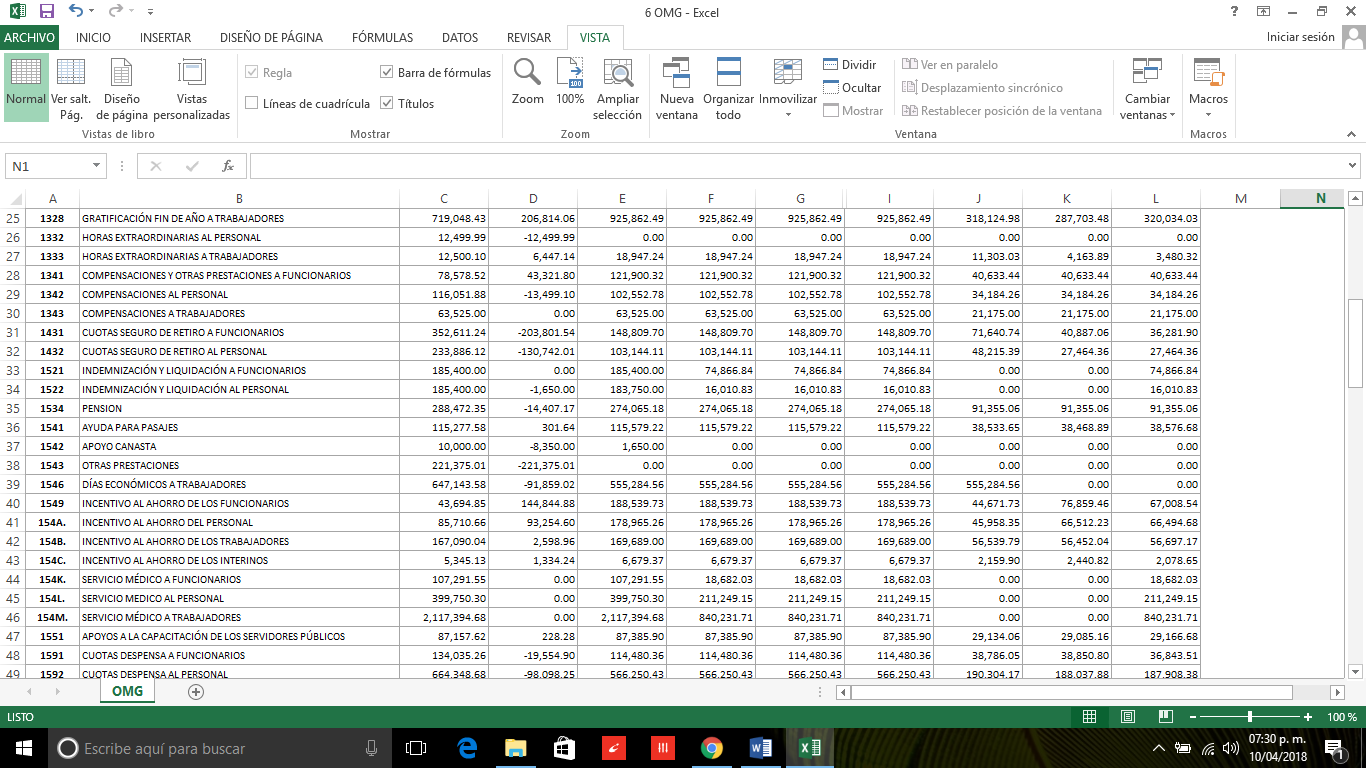 6 OMG - Excel
ARCHIVO INICIO INSERTAR DISEÑO DE PÁGINA FÓRMULAS DATOS REVISAR VISTA Iniciar sesión
Normal Ver salt. Pág. Diseño de página Vistas personalizadas
Vistas de libro
Regla Barra de fórmulas
Líneas de cuadrícula Títulos
Mostrar
Zoom 100% Ampliar selección
Zoom
Nueva ventana Organizar todo Inmovilizar
Dividir
Ocultar
Mostrar
Ver en paralelo
Desplazamiento sincrónico
Restablecer posición de la ventana
Cambiar ventanas
Ventana
Macros
Macros
N1 fx
A B C D E F G H I J K L M N
25 1328 GRATIFICACIÓN FIN DE AÑO A TRABAJADORES 719,048.43 206,814.06 925,862.49 925,862.49 925,862.49 925,862.49 318,124.98 287,703.48 320,034.03
26 1332 HORAS EXTRAORDINARIAS AL PERSONAL 12,499.99 -12,499.99 0.00 0.00 0.00 0.00 0.00 0.00 0.00
27 1333 HORAS EXTRAORDINARIAS A TRABAJADORES 12,500.10 6,447.14 18,947.24 18,947.24 18,947.24 18,947.24 11,303.03 4,163.89 3,480.32
28 1341 COMPENSACIONES Y OTRAS PRESTACIONES A FUNCIONARIOS 78,578.52 43,321.80 121,900.32 121,900.32 121,900.32 121,900.32 40,633.44 40,633.44 40,633.44
29 1342 COMPENSACIONES AL PERSONAL 116,051.88 -13,499.10 102,552.78 102,552.78 102,552.78 102,552.78 34,184.26 34,184.26 34,184.26
30 1343 COMPENSACIONES A TRABAJADORES 63,525.00 0.00 63,525.00 63,525.00 63,525.00 63,525.00 21,175.00 21,175.00 21,175.00
31 1431 CUOTAS SEGURO DE RETIRO A FUNCIONARIOS 352,611.24 -203,801.54 148,809.70 148,809.70 148,809.70 148,809.70 71,640.74 40,887.06 36,281.90
32 1432 CUOTAS SEGURO DE RETIRO AL PERSONAL 233,886.12 -130,742.01 103,144.11 103,144.11 103,144.11 103,144.11 48,215.39 27,464.36 27,464.36
33 1521 INDEMNIZACIÓN Y LIQUIDACIÓN A FUNCIONARIOS 185,400.00 0.00 185,400.00 74,866.84 74,866.84 74,866.84 0.00 0.00 74,866.84
34 1522 INDEMNIZACIÓN Y LIQUIDACIÓN AL PERSONAL 185,400.00 -1,650.00 183,750.00 16,010.83 16,010.83 16,010.83 0.00 0.00 16,010.83
35 1534 PENSION 288,472.35 -14,407.17 274,065.18 274,065.18 274,065.18 274,065.18 91,355.06 91,355.06 91,355.06
36 1541 AYUDA PARA PASAJES 115,277.58 301.64 115,579.22 115,579.22 115,579.22 115,579.22 38,533.65 38,468.89 38,576.68
37 1542 APOYO CANASTA 10,000.00 -8,350.00 1,650.00 0.00 0.00 0.00 0.00 0.00 0.00
38 1543 OTRAS PRESTACIONES 221,375.01 -221,375.01 0.00 0.00 0.00 0.00 0.00 0.00 0.00
39 1546 DÍAS ECONÓMICOS A TRABAJADORES 647,143.58 -91,859.02 555,284.56 555,284.56 555,284.56 555,284.56 555,284.56 0.00 0.00
40 1549 INCENTIVO AL AHORRO DE LOS FUNCIONARIOS 43,694.85 144,844.88 188,539.73 188,539.73 188,539.73 188,539.73 44,671.73 76,859.46 67,008.54
41 154A. INCENTIVO AL AHORRO DEL PERSONAL 85,710.66 93,254.60 178,965.26 178,965.26 178,965.26 178,965.26 45,958.35 66,512.23 66,494.68
42 154B. INCENTIVO AL AHORRO DE LOS TRABAJADORES 167,090.04 2,598.96 169,689.00 169,689.00 169,689.00 169,689.00 56,539.79 56,452.04 56,697.17
43 154C. INCENTIVO AL AHORRO DE LOS INTERINOS 5,345.13 1,334.24 6,679.37 6,679.37 6,679.37 6,679.37 2,159.90 2,440.82 2,078.65
44 154K. SERVICIO MÉDICO A FUNCIONARIOS 107,291.55 0.00 107,291.55 18,682.03 18,682.03 18,682.03 0.00 0.00 18,682.03
45 154L. SERVICIO MEDICO AL PERSONAL 399,750.30 0.00 399,750.30 211,249.15 211,249.15 211,249.15 0.00 0.00 211,249.15
46 154M. SERVICIO MÉDICO A TRABAJADORES 2,117,394.68 0.00 2,117,394.68 840,231.71 840,231.71 840,231.71 0.00 0.00 840,231.71
47 1551 APOYOS A LA CAPACITACIÓN DE LOS SERVIDORES PÚBLICOS 87,157.62 228.28 87,385.90 87,385.90 87,385.90 87,385.90 29,134.06 29,085.16 29,166.68
48 1591 CUOTAS DESPENSA A FUNCIONARIOS 134,035.26 -19,554.90 114,480.36 114,480.36 114,480.36 114,480.36 38,786.05 38,850.80 36,843.51
49 1592 CUOTAS DESPENSA AL PERSONAL 664,348.68 -98,098.25 566,250.43 566,250.43 566,250.43 566,250.43 190,304.17 188,037.88 187,908.38
OMG
LISTO 100 %
Escribe aquí para buscar
07:30 p. m.
10/04/2018
1